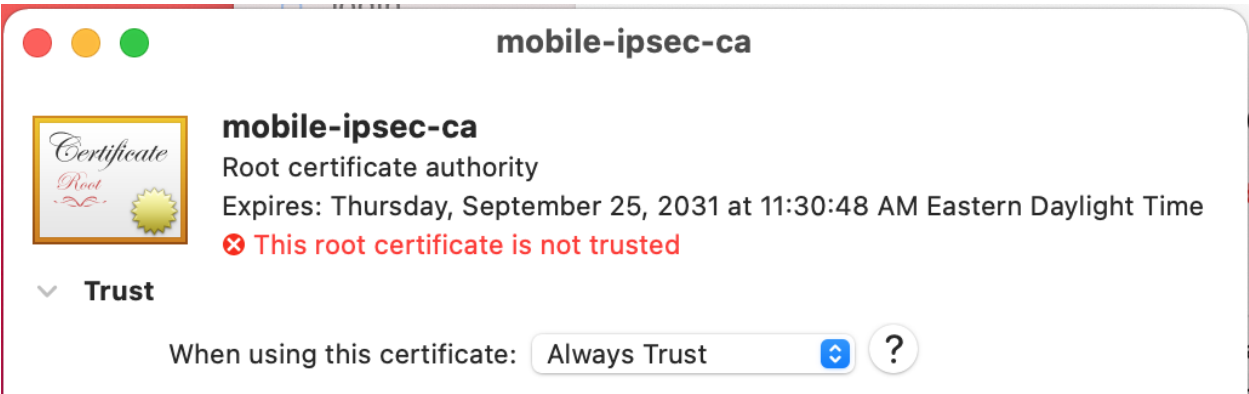 mobile-ipsec-ca
Certificate
Root
mobile-ipsec-ca
Root certificate authority
Expires: Thursday, September 25, 2031 at 11:30:48 AM Eastern Daylight Time
This root certificate is not trusted
Trust
When using this certificate: Always Trust ?